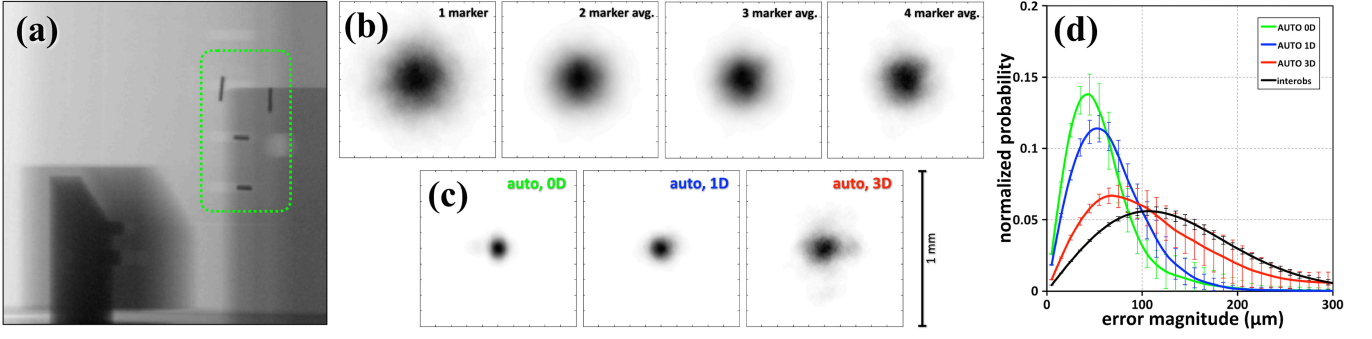 (a)
(b)
1 marker
2 marker avg.
3 marker avg.
4 marker avg.
(c)
auto, 0D
auto, 1D
auto, 3D
1 mm
(d)
normalized probability
0.2
0.15
0.1
0.05
0
0
100
200
300
error magnitude (µm)
AUTO 0D
AUTO 1D
AUTO 3D
interobs